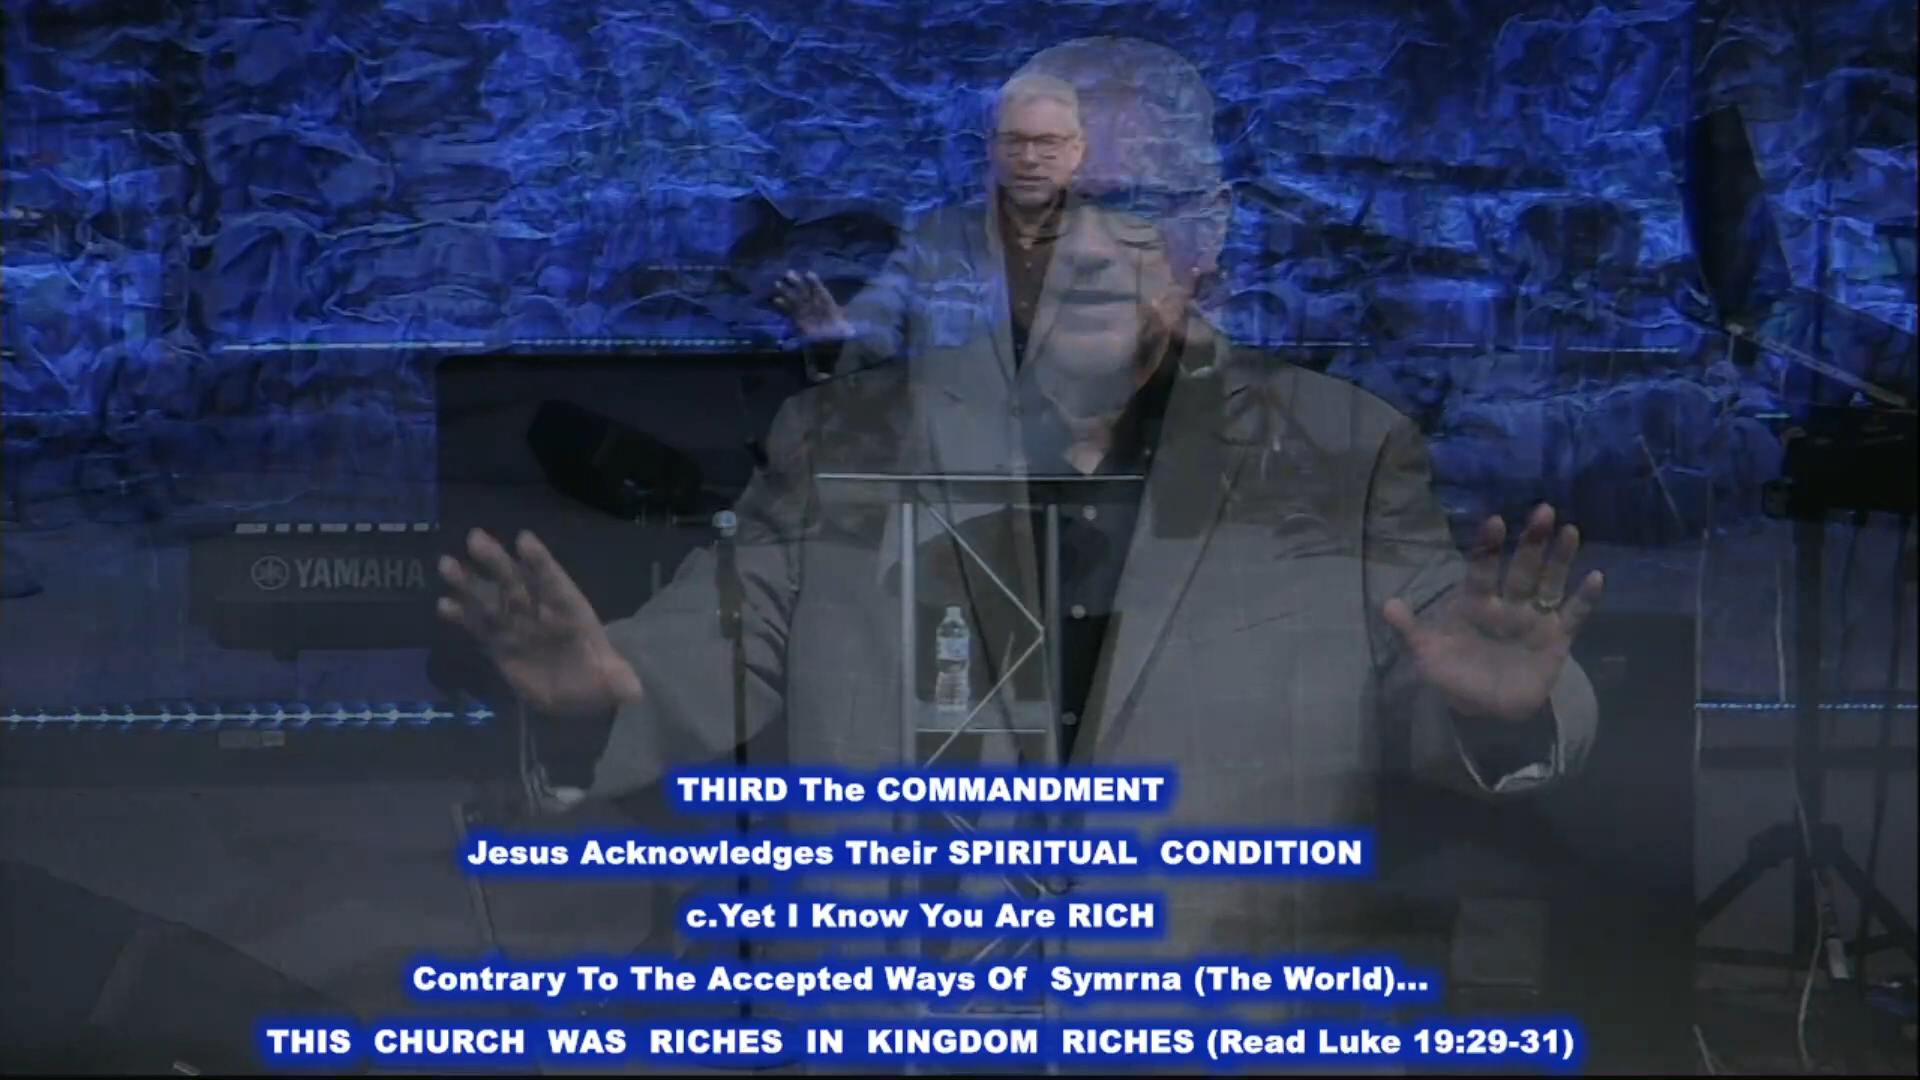 YAMAHA
THIRD The COMMANDMENT
Jesus Acknowledges Their SPIRITUAL CONDITION
c.Yet I Know You Are RICH
Contrary To The Accepted Ways Of Symrna (The World)...
THIS CHURCH WAS RICHES IN KINGDOM RICHES (Read Luke 19:29-31)